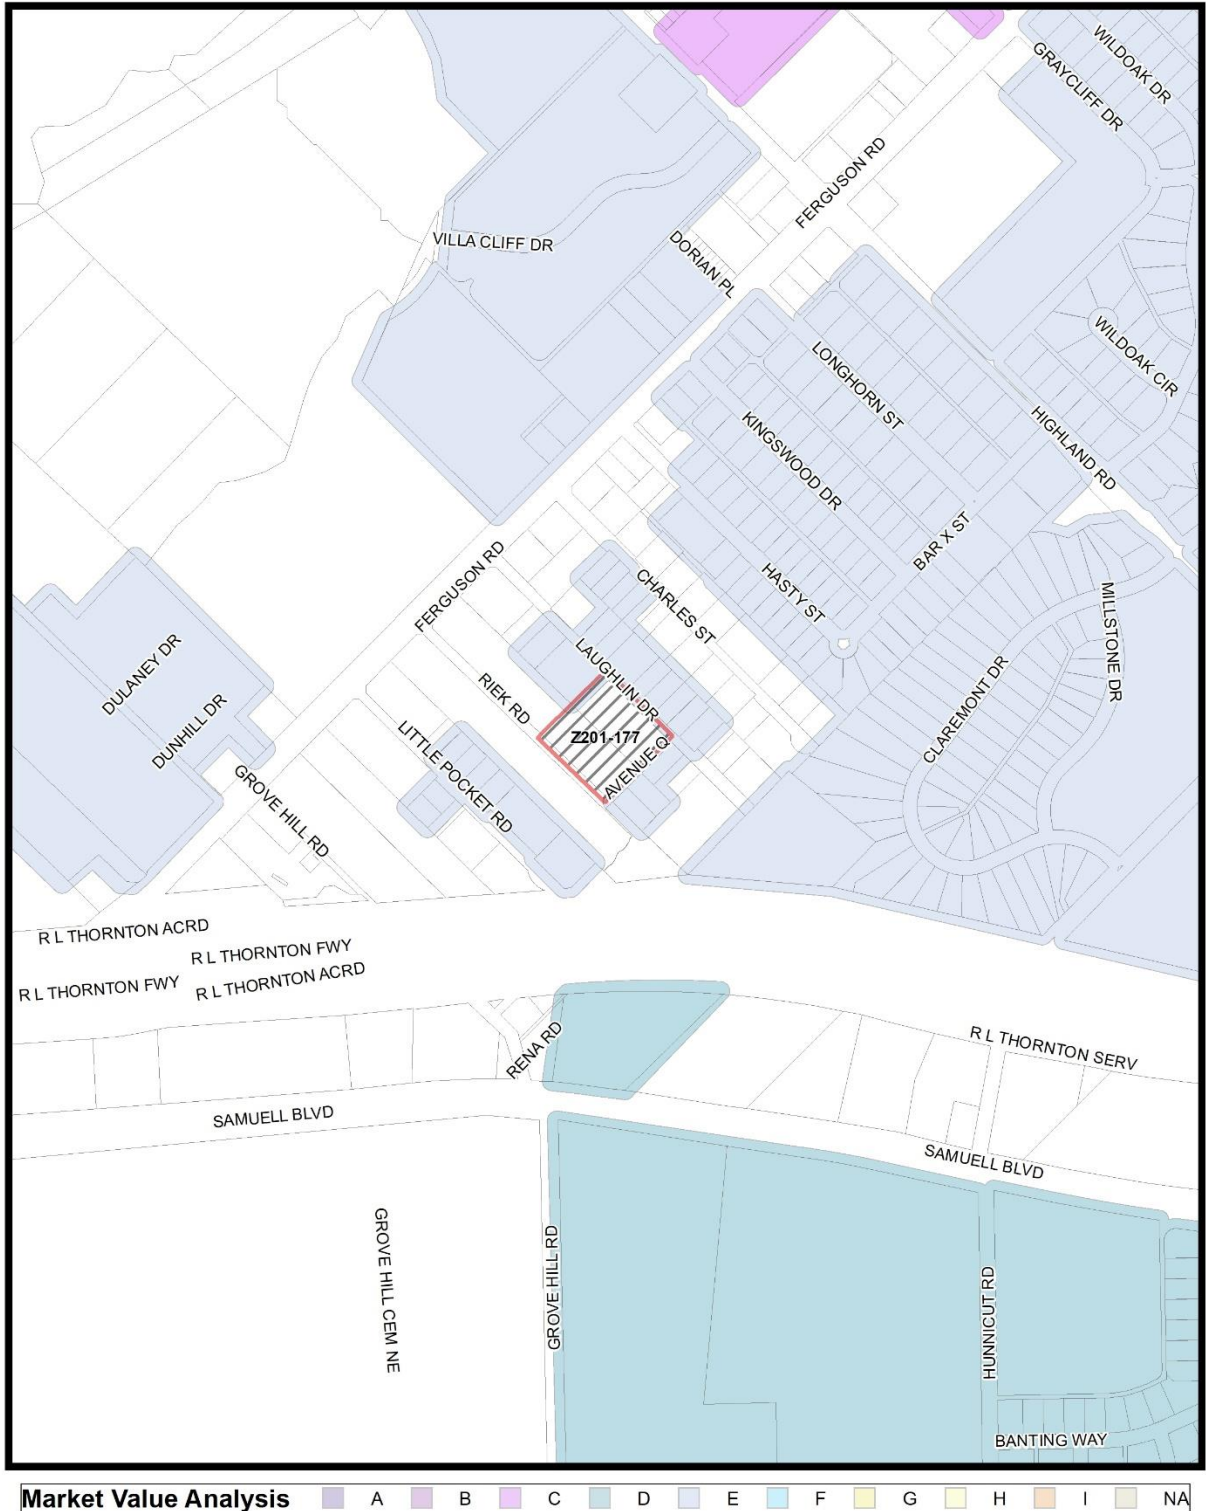 WILDOAK DR
GRAYCLIFF DR
FERGUSON RD
VILLA CLIFF DR
DORIAN PL
WILDOAK CIR
LONGHORN ST
HIGHLAND RD
KINGSWOOD DR
BAR X ST
FERGUSON RD
CHARLES ST
HASTY ST
MILLSTONE DR
DULANEY DR
LAUGHLIN DR
CLAREMONT DR
RIEK RD
DUNHILL DR
Z201-177
LITTLE POCKET RD
AVENUE Q
GROVE HILL RD
R L THORNTON ACRD
R L THORNTON FWY
R L THORNTON FWY
R L THORNTON ACRD
RENA RD
R L THORNTON SERV
SAMUELL BLVD
SAMUELL BLVD
GROVE HILL CEM NE
GROVE HILL RD
HUNNICUT RD
BANTING WAY
Market Value Analysis A B C D E F G H I NA